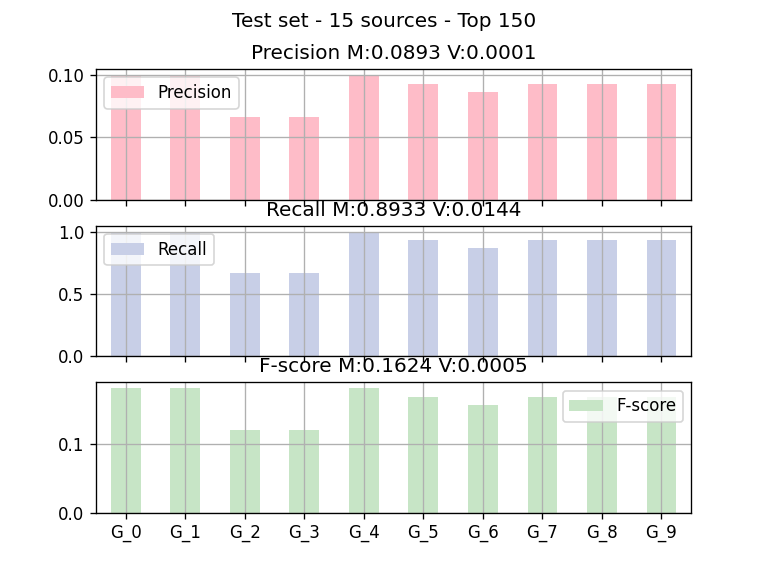 Test set - 15 sources - Top 150
Precision M:0.0893 V:0.0001
0.10
Precision
0.05
0.00
Recall M:0.8933 V:0.0144
1.0
Recall
0.5
0.0
F-score M:0.1624 V:0.0005
F-score
0.1
0.0
G_0 G_1 G_2 G_3 G_4 G_5 G_6 G_7 G_8 G_9